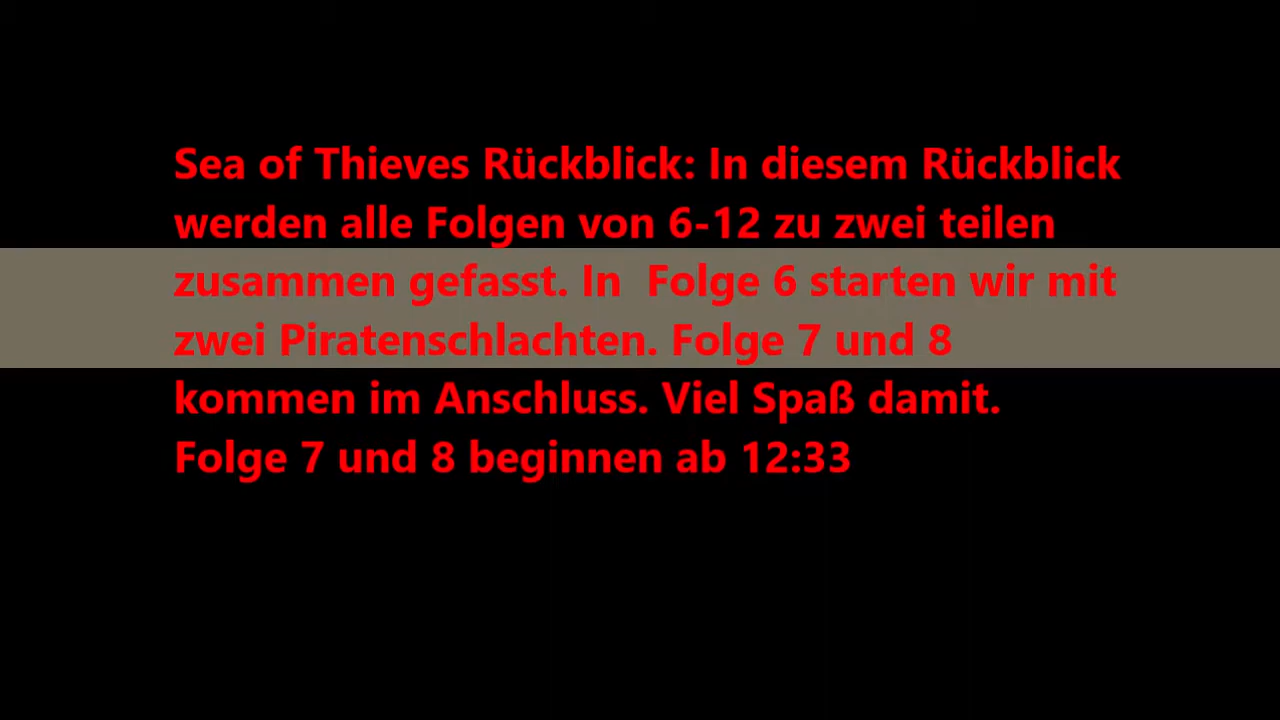 Sea of Thieves Rückblick: In diesem Rückblick
werden alle Folgen von 6-12 zu zwei teilen
zusammen gefasst. In  Folge 6 starten wir mit
zwei Piratenschlachten. Folge 7 und 8
kommen im Anschluss. Viel Spaß damit.
Folge 7 und 8 beginnen ab 12:33